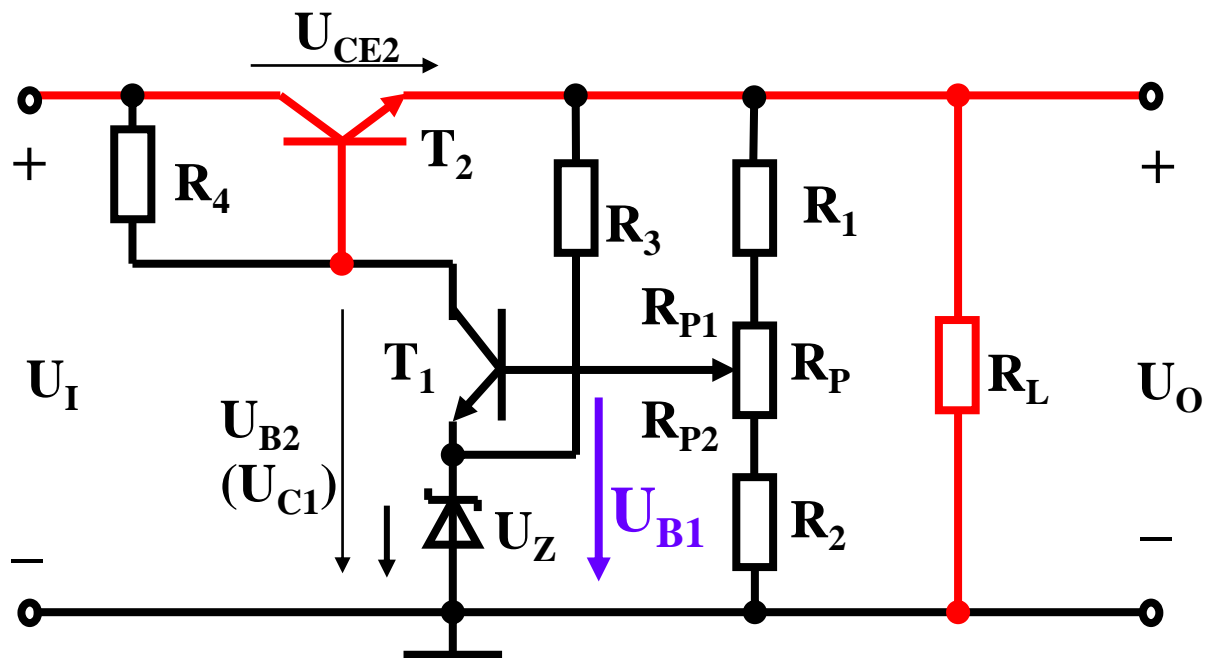 U_CE2
T_2
+
R_4
R_3
R_1
+
R_P1
T_1
R_P
R_L
U_I
U_O
U_B2
R_P2
(U_C1)
U_Z
U_B1
R_2
–
–